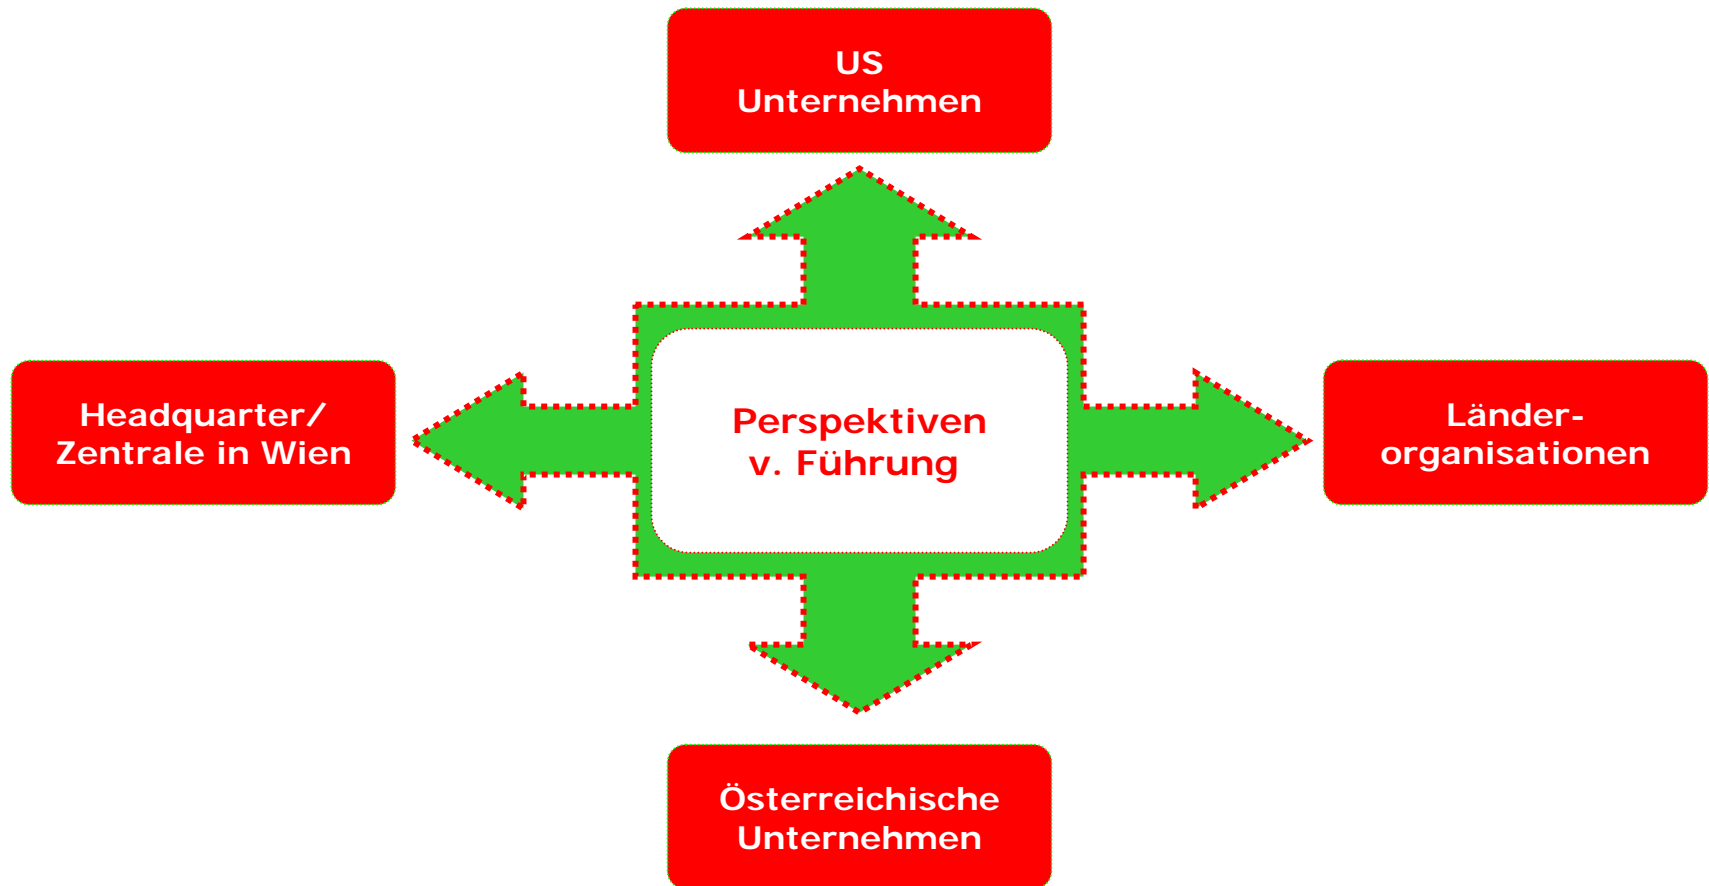 US
Unternehmen
Headquarter/
Zentrale in Wien
Perspektiven
v. Führung
Länder-
organisationen
Österreichische
Unternehmen